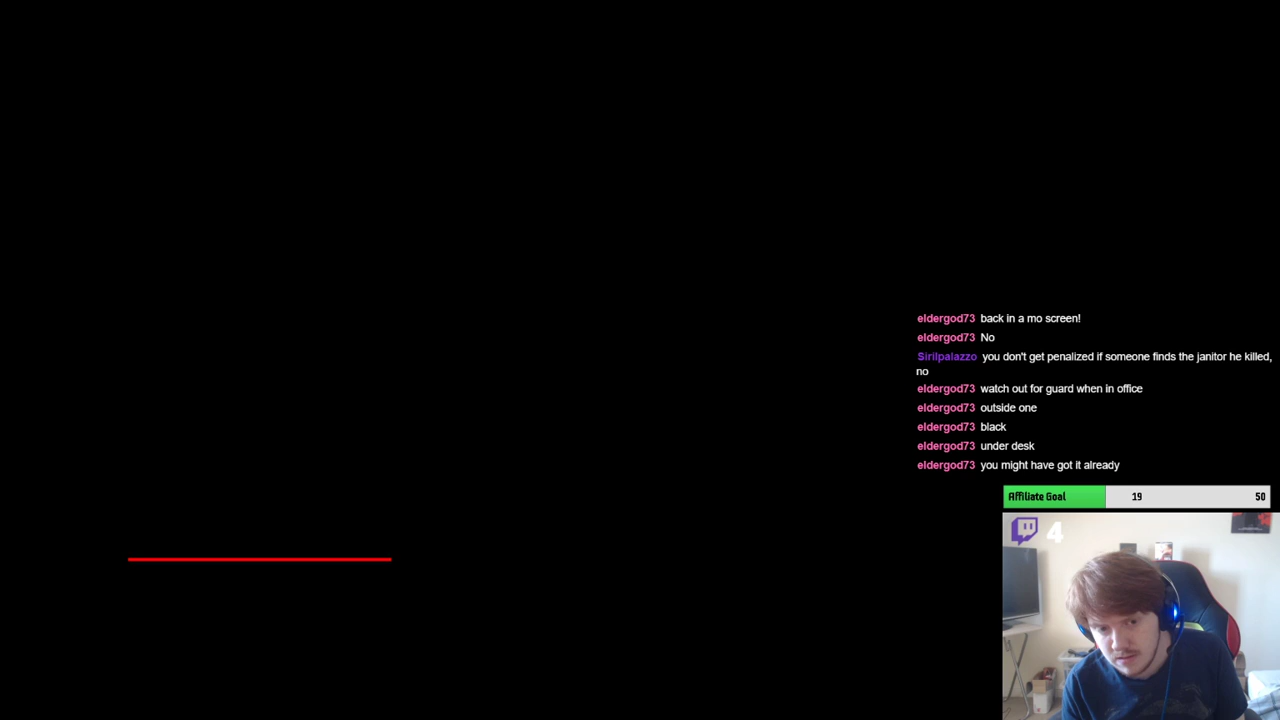 eldergod73 back in a mo screen!
eldergod73 No
Sirilpalazzo you don't get penalized if someone finds the janitor he killed,
no
eldergod73 watch out for guard when in office
eldergod73 outside one
eldergod73 black
eldergod73 under desk
eldergod73 you might have got it already
Affiliate Goal 19 50
4